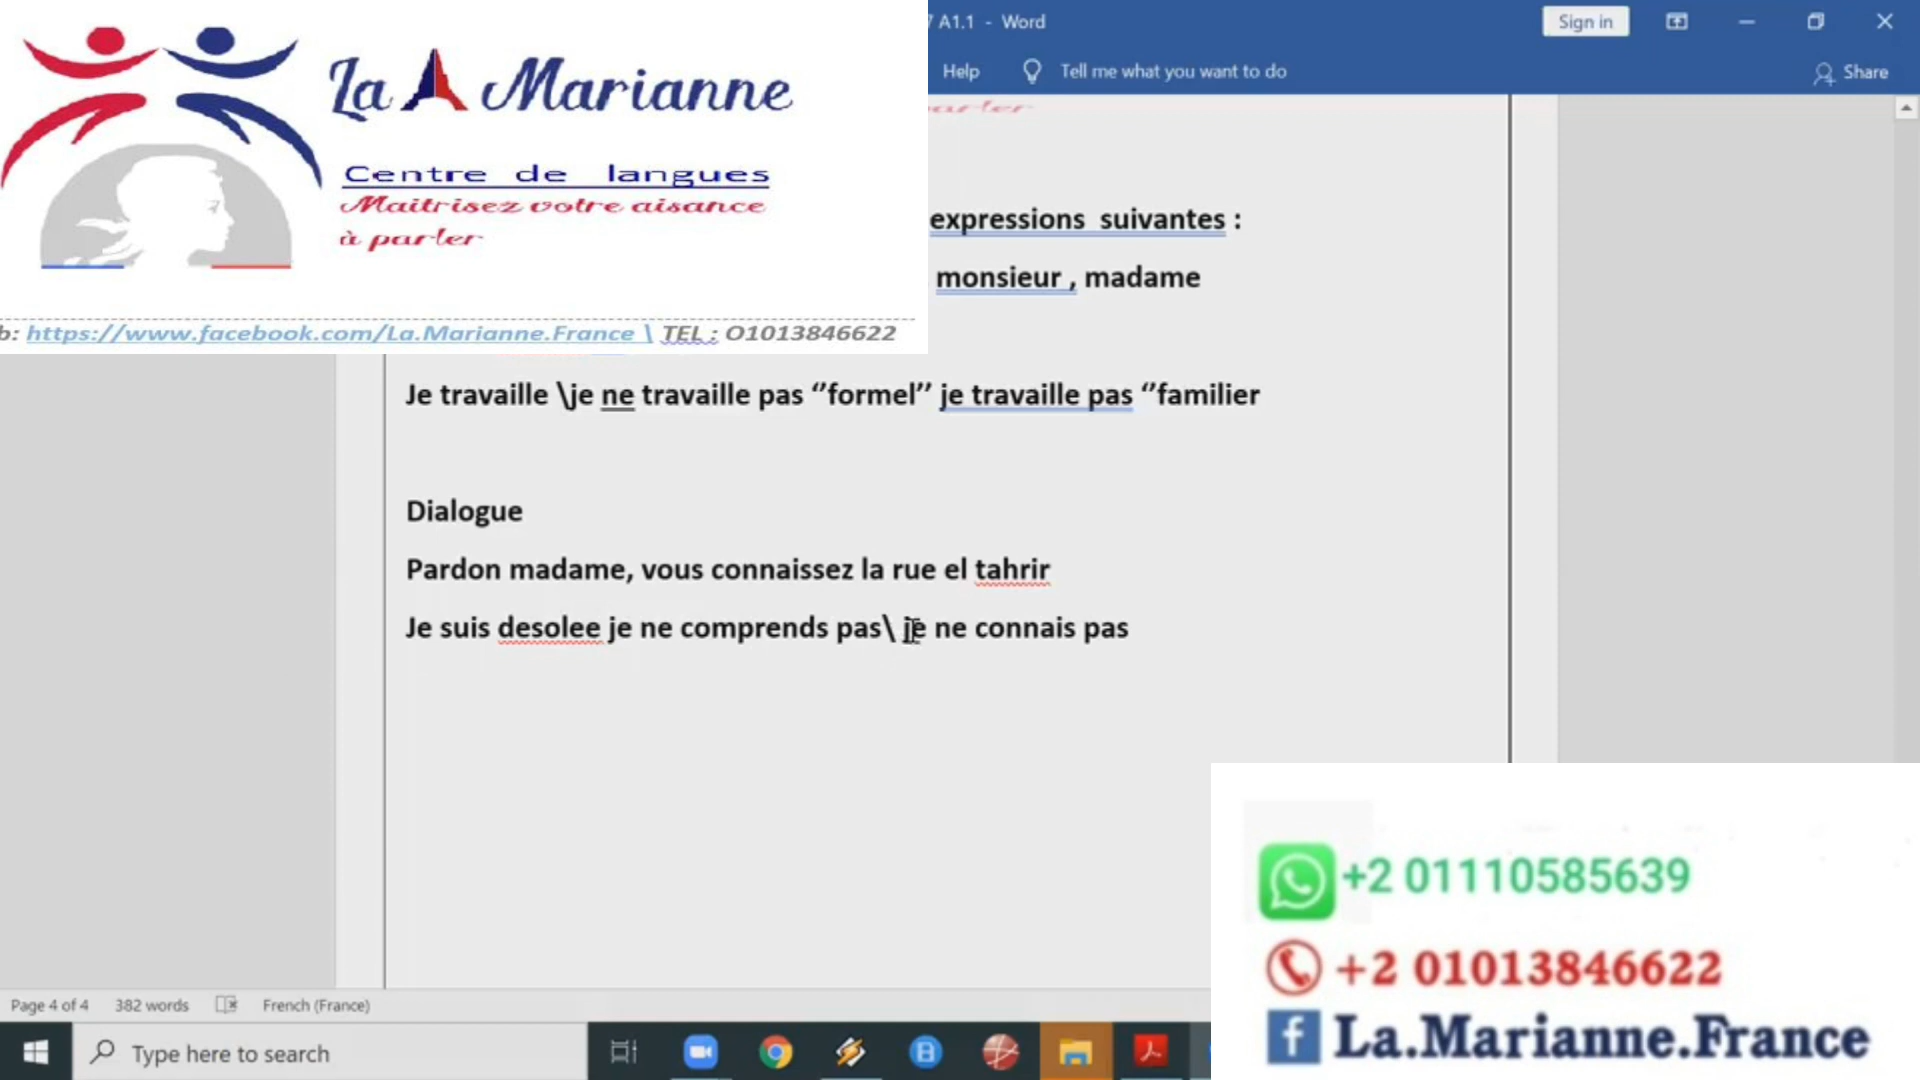 A1.1 - Word
Sign in
La Marianne
Help
Tell me what you want to do
Share
parler
Centre de langues
Maitrisez votre aisance
à parler
expressions suivantes :
monsieur , madame
b: https://www.facebook.com/La.Marianne.France \ TEL : O1013846622
Je travaille \je ne travaille pas ‘’formel’’ je travaille pas ‘’familier
Dialogue
Pardon madame, vous connaissez la rue el tahrir
Je suis desolee je ne comprends pas\ je ne connais pas
+2 01110585639
+2 01013846622
La.Marianne.France
Page 4 of 4 382 words French (France)
Type here to search